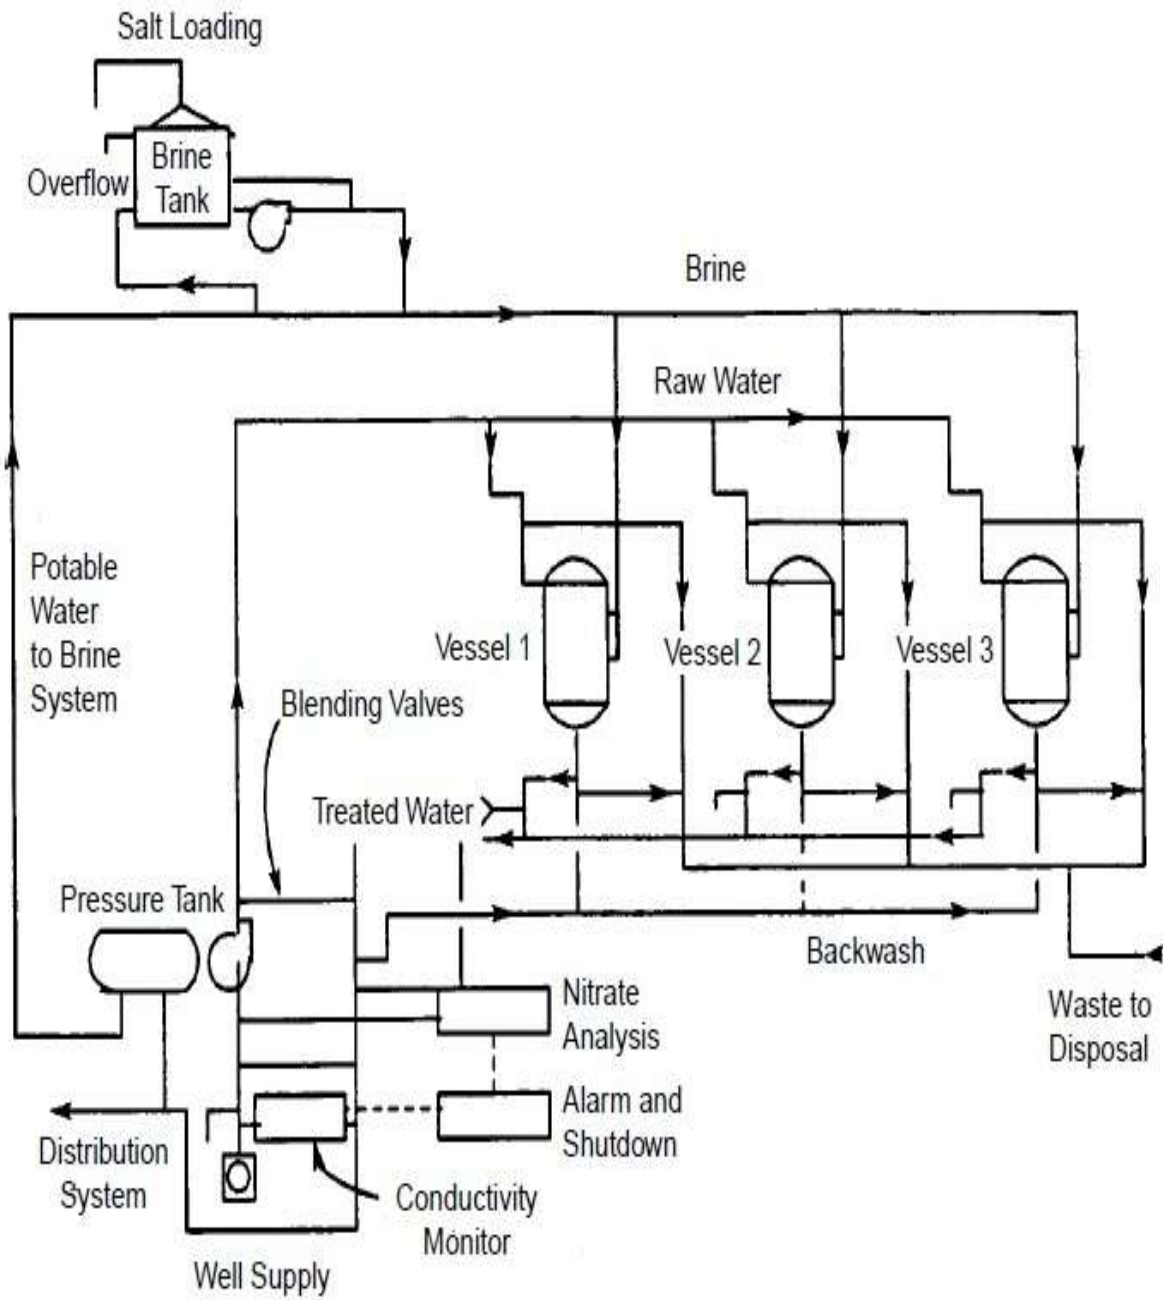 Salt Loading
Brine
Tank
Overflow
Brine
Raw Water
Potable
Water
to Brine
System
Vessel 1
Vessel 2
Vessel 3
Blending Valves
Treated Water
Pressure Tank
Backwash
Nitrate
Analysis
Waste to
Disposal
Alarm and
Shutdown
Distribution
System
Conductivity
Monitor
Well Supply